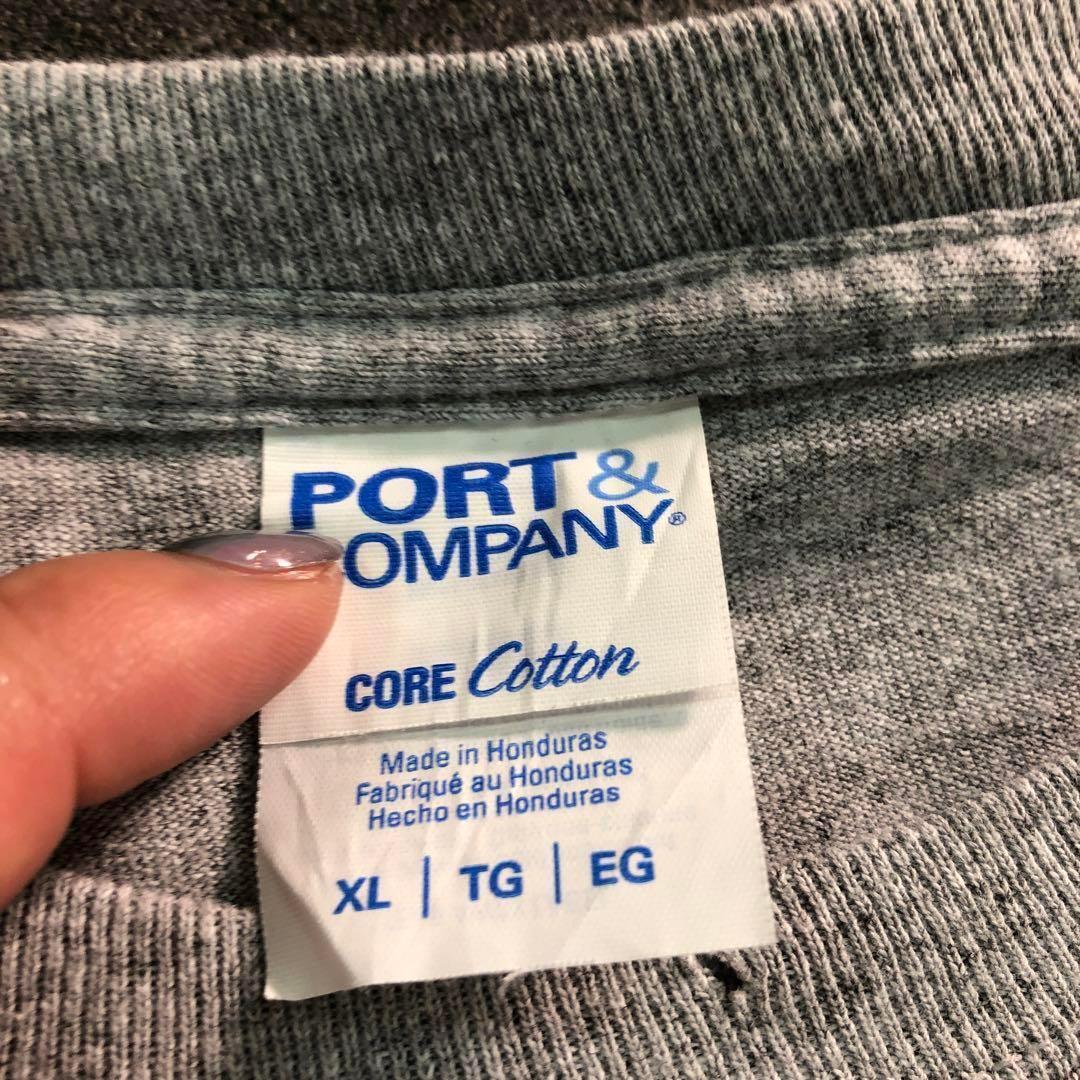 PORT &
COMPANY®
CORE Cotton
Made in Honduras
Fabriqué au Honduras
Hecho en Honduras
XL | TG | EG